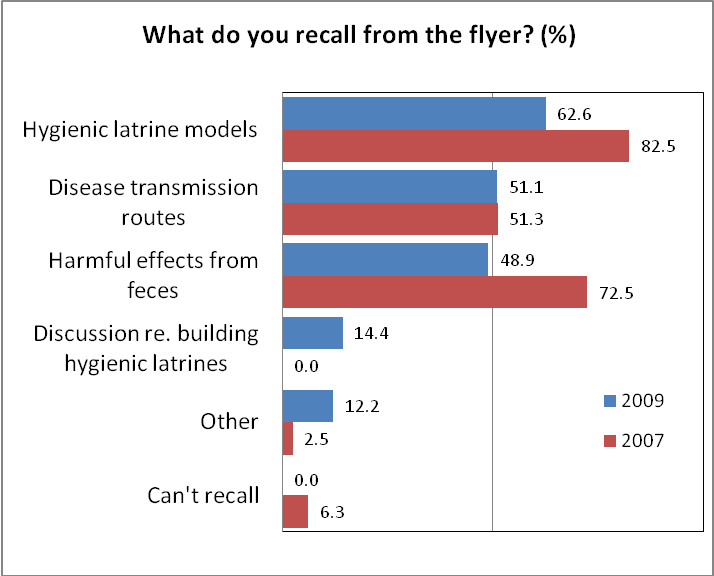 What do you recall from the flyer? (%)
Hygienic latrine models
62.6
82.5
Disease transmission
routes
51.1
51.3
Harmful effects from
feces
48.9
72.5
Discussion re. building
hygienic latrines
14.4
0.0
Other
12.2
2.5
Can't recall
0.0
6.3
2009
2007